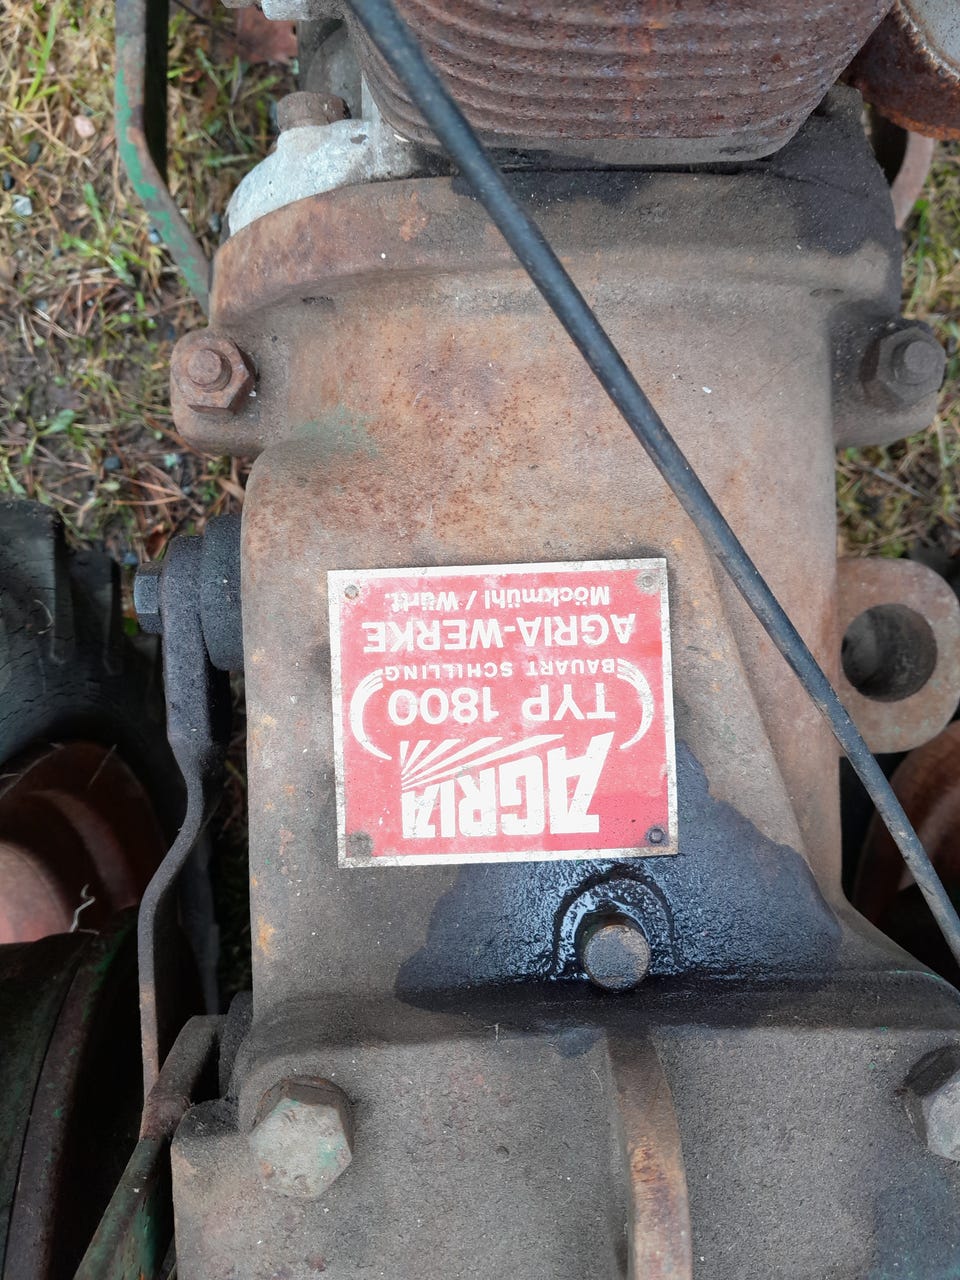 AGRIA
TYP 1800
BAUART SCHILLING
AGRIA-WERKE
Möckmühl / Württ.